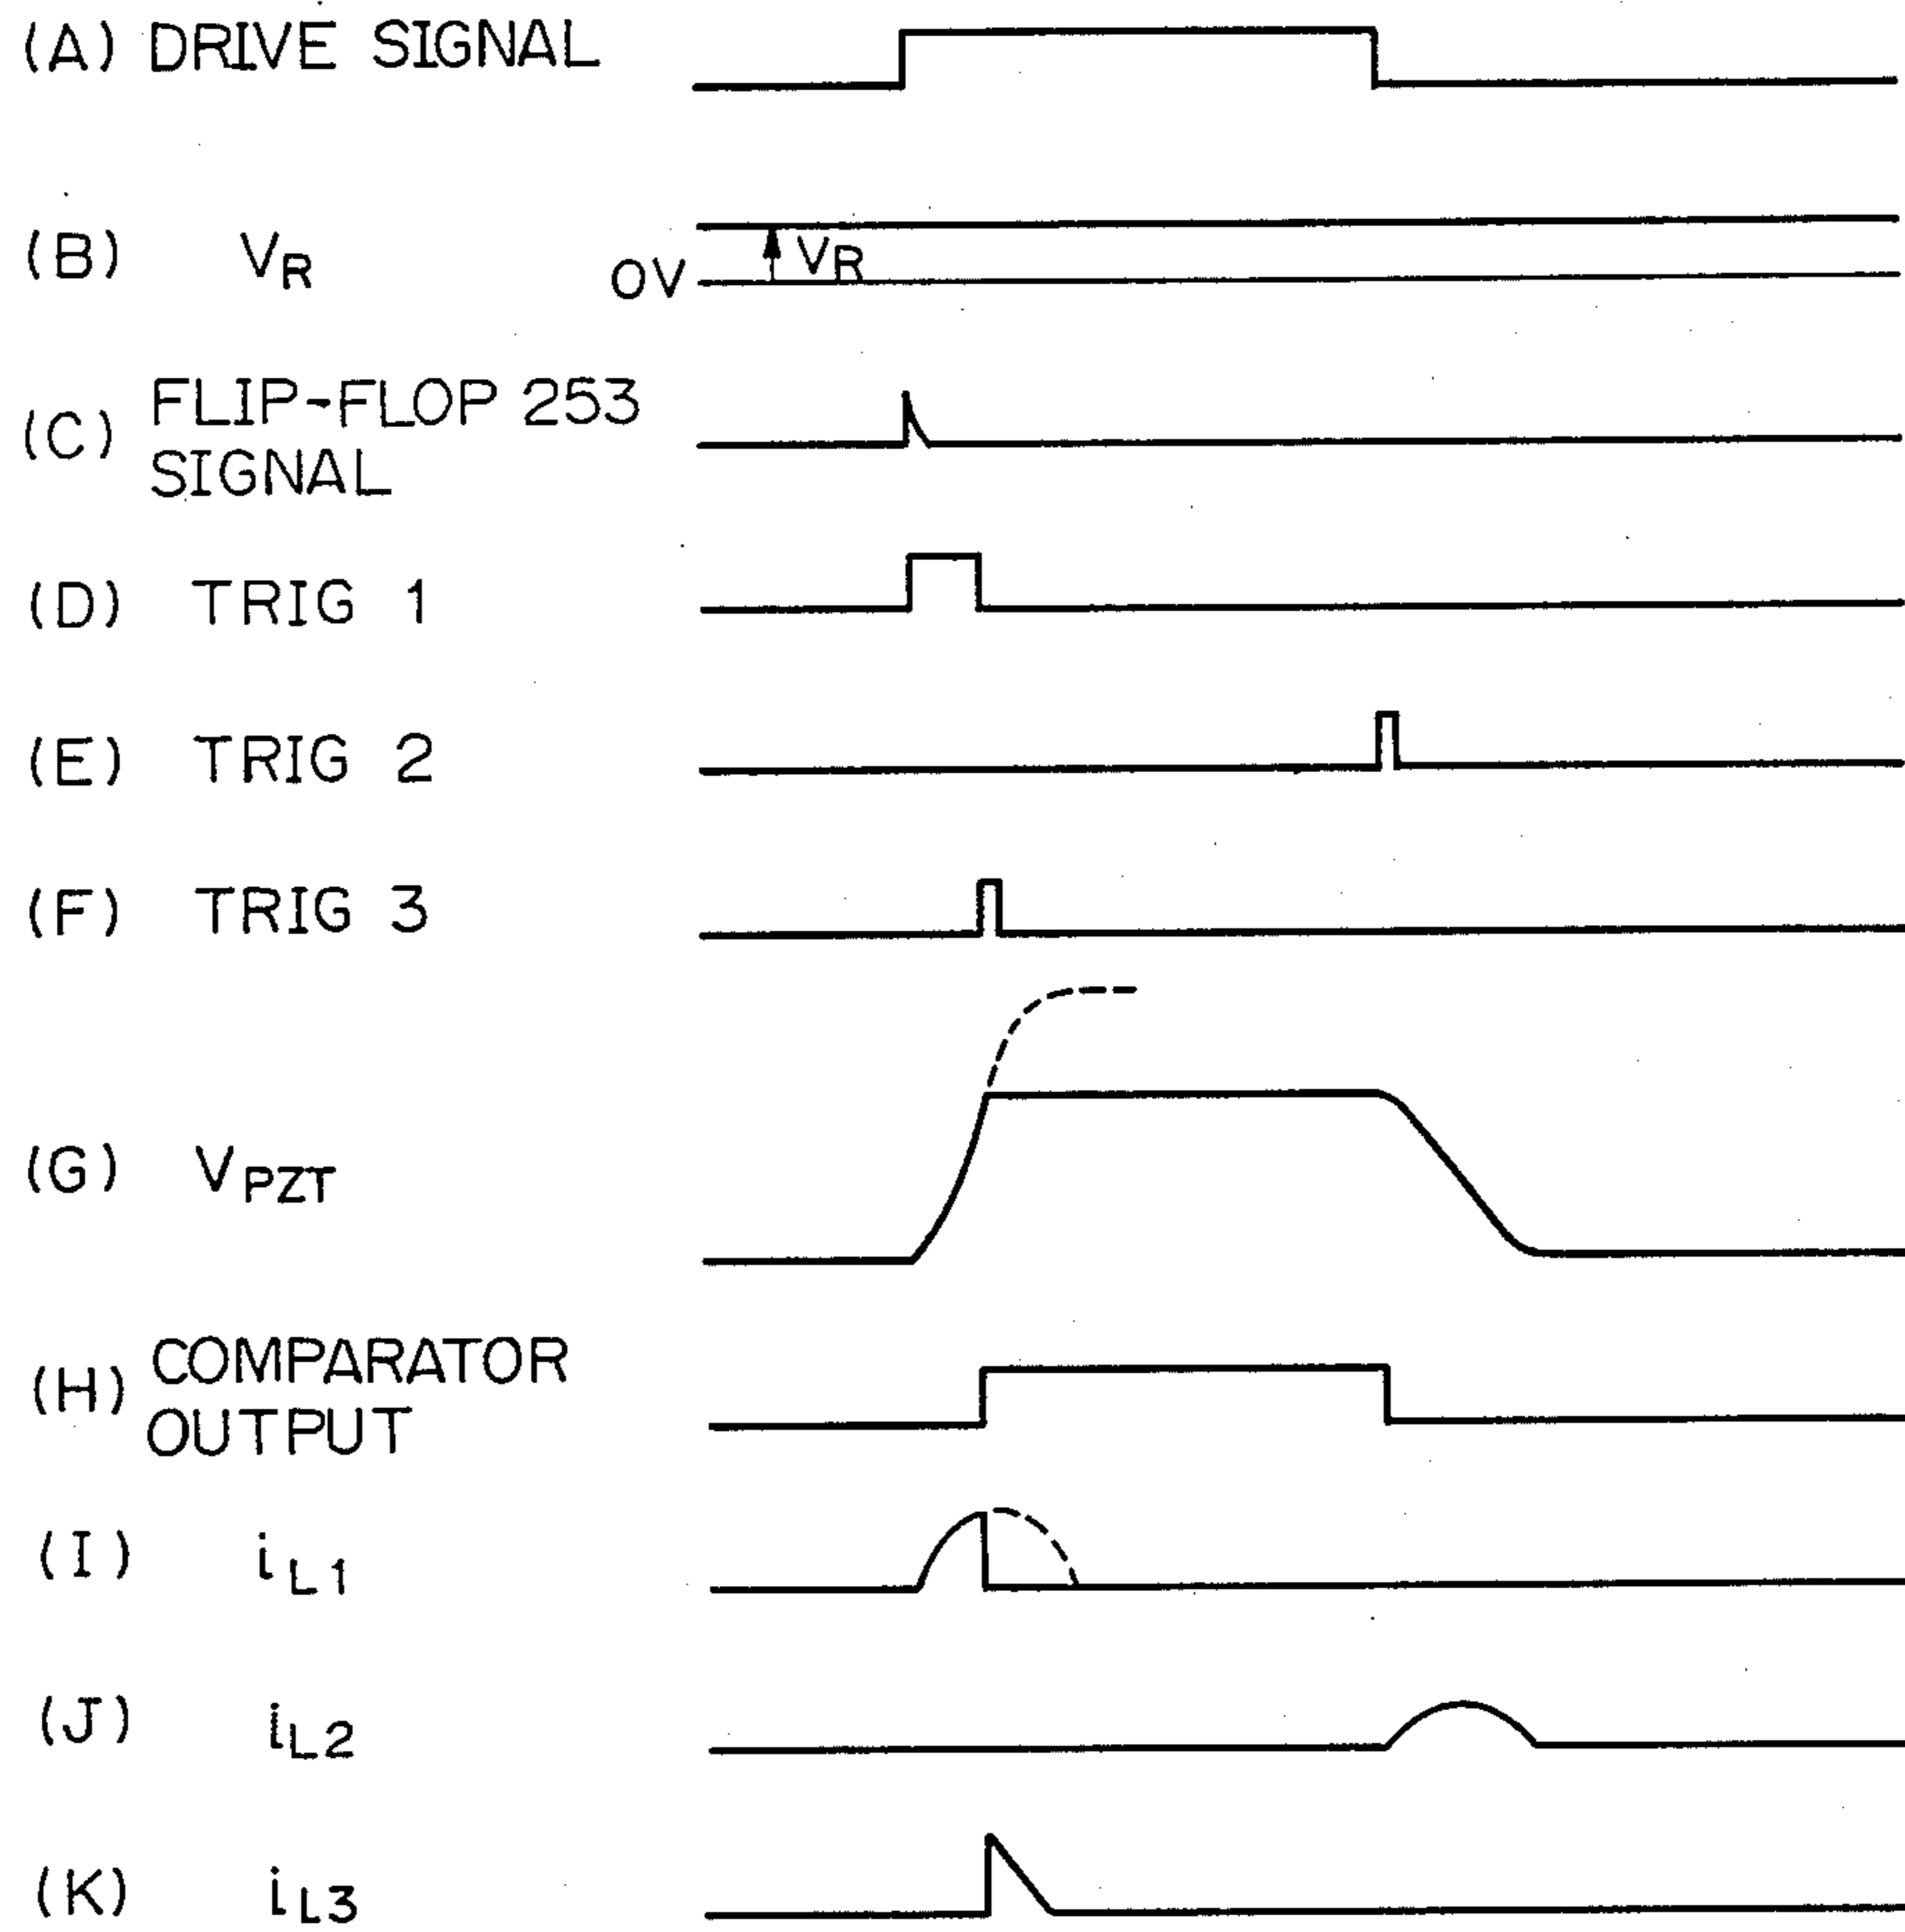 (A) DRIVE SIGNAL
(B) VR
0V VR
(C) FLIP-FLOP 253
SIGNAL
(D) TRIG 1
(E) TRIG 2
(F) TRIG 3
(G) VPZT
(H) COMPARATOR
OUTPUT
(I) iL1
(J) iL2
(K) iL3